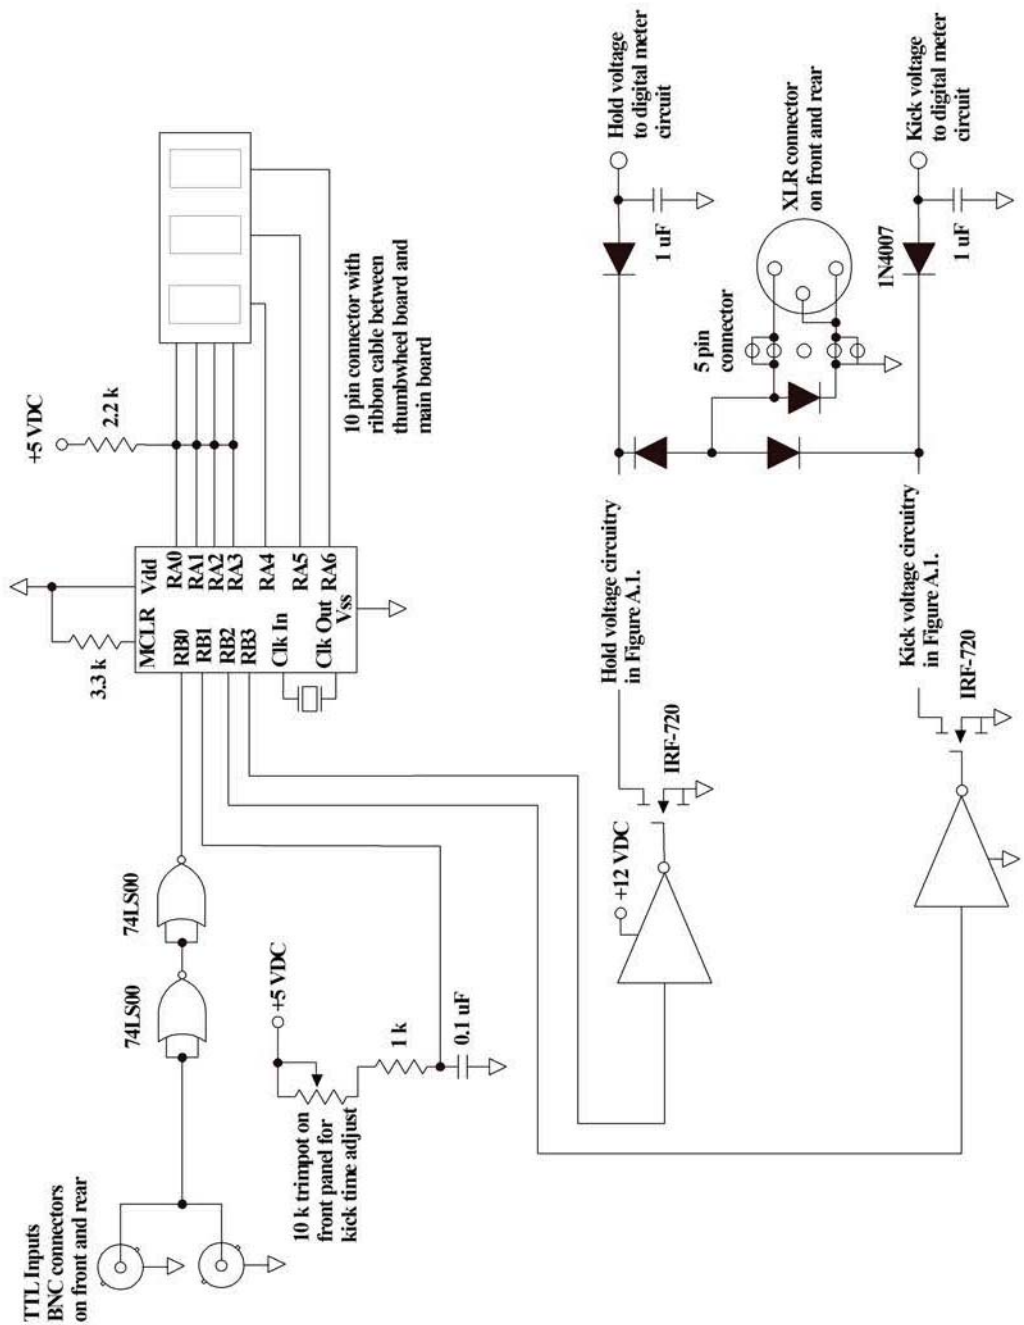 TTL Inputs
BNC connectors
on front and rear
74LS00
74LS00
+5 VDC
10 k trimpot on
front panel for
kick time adjust
1 k
0.1 uF
3.3 k
MCLR
Vdd
RB0
RB1
RB2
RB3
Clk In
Clk Out
Vss
RA0
RA1
RA2
RA3
RA4
RA5
RA6
+5 VDC
2.2 k
10 pin connector with
ribbon cable between
thumbwheel board and
main board
+12 VDC
IRF-720
Hold voltage circuitry
in Figure A.1.
IRF-720
Kick voltage circuitry
in Figure A.1.
5 pin
connector
XLR connector
on front and rear
1N4007
1 uF
Hold voltage
to digital meter
circuit
1 uF
Kick voltage
to digital meter
circuit